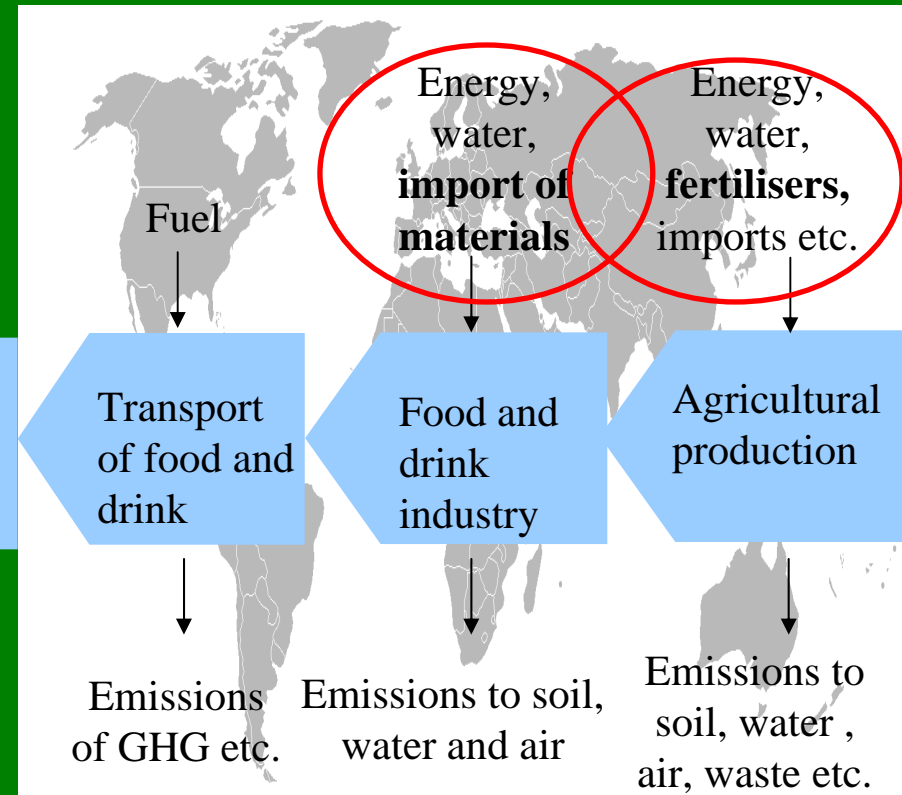 Fuel
Energy,
water,
import of
materials
Energy,
water,
fertilisers,
imports etc.
Transport
of food and
drink
Food and
drink
industry
Agricultural
production
Emissions
of GHG etc.
Emissions to soil,
water and air
Emissions to
soil, water ,
air, waste etc.